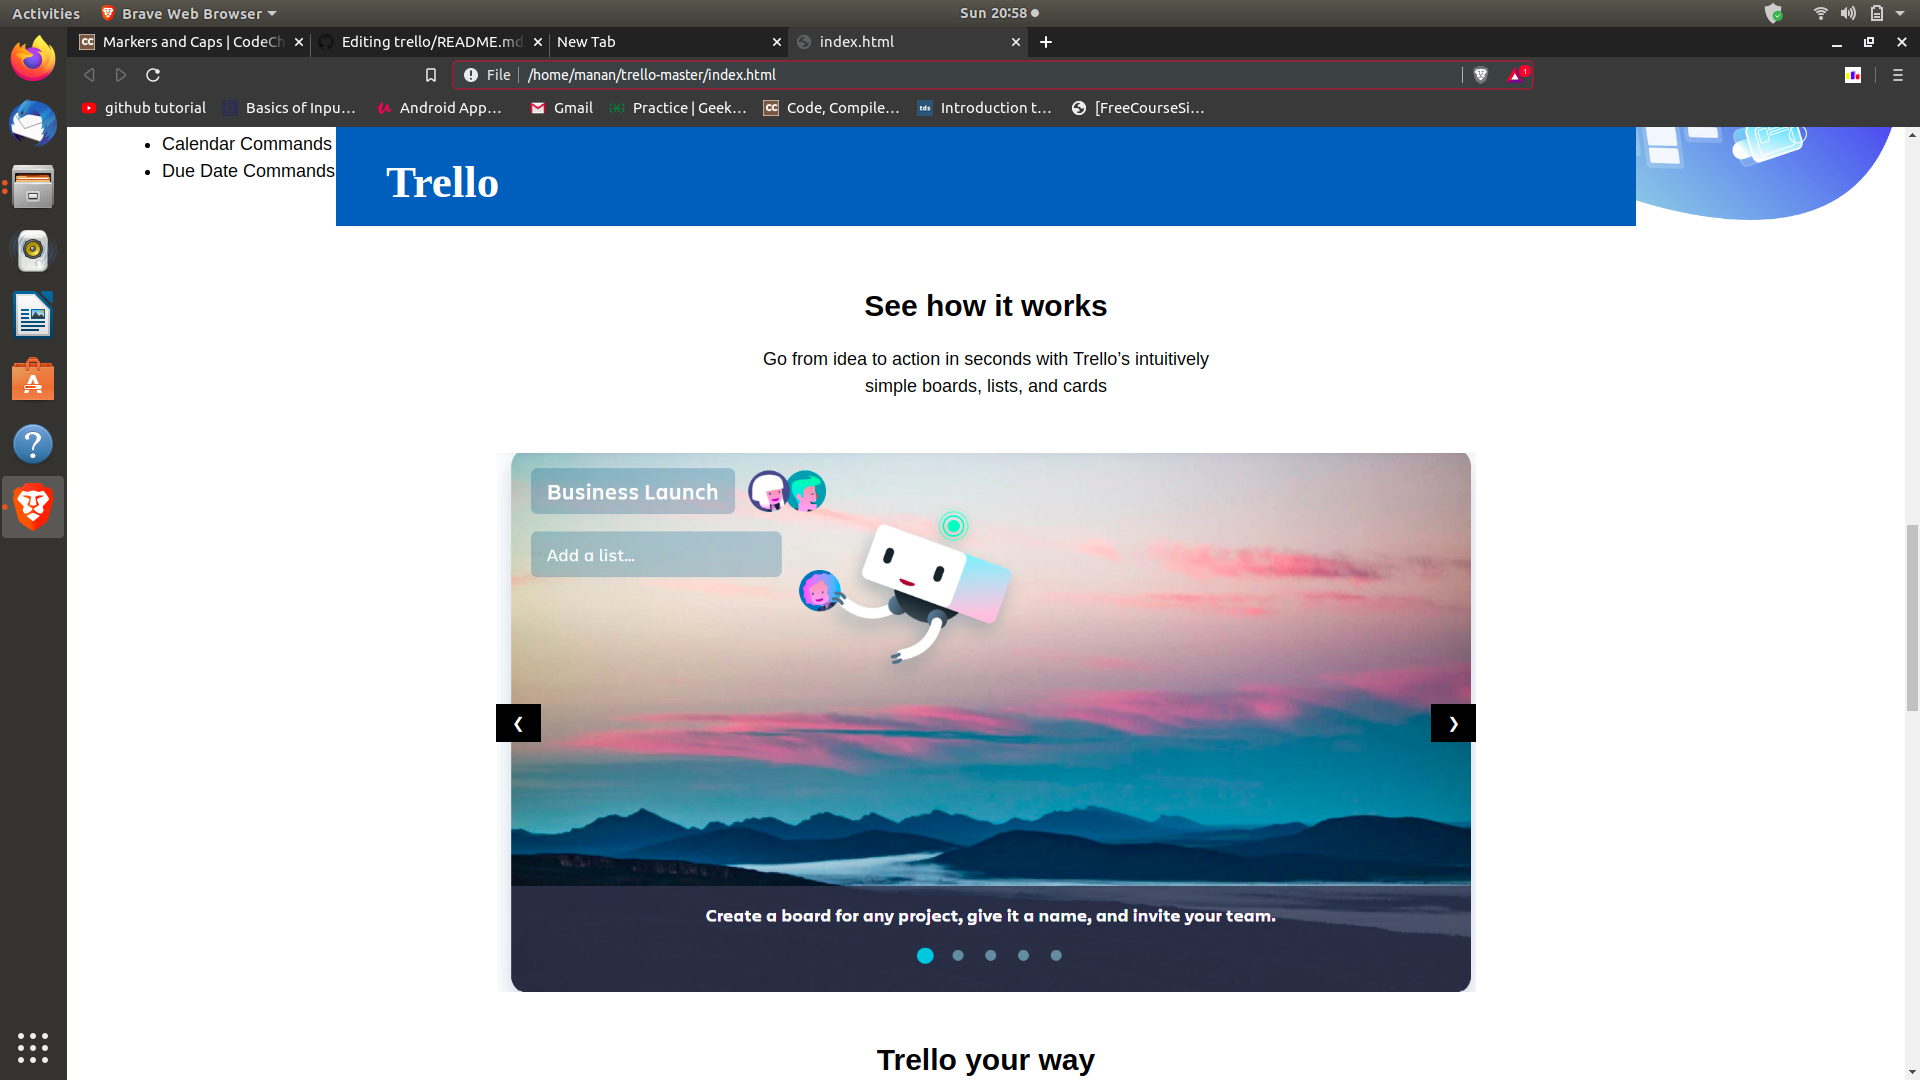 Activities
Brave Web Browser
Sun 20:58
Markers and Caps | CodeCh
Editing trello/README.md
New Tab
index.html
File
/home/manan/trello-master/index.html
1
github tutorial
Basics of Inpu...
Android App...
Gmail
Practice | Geek...
Code, Compile...
Introduction t...
[FreeCourseSi...
Calendar Commands
Due Date Commands
Trello
See how it works
Go from idea to action in seconds with Trello’s intuitively
simple boards, lists, and cards
Business Launch
Add a list...
❮
❯
Create a board for any project, give it a name, and invite your team.
Trello your way